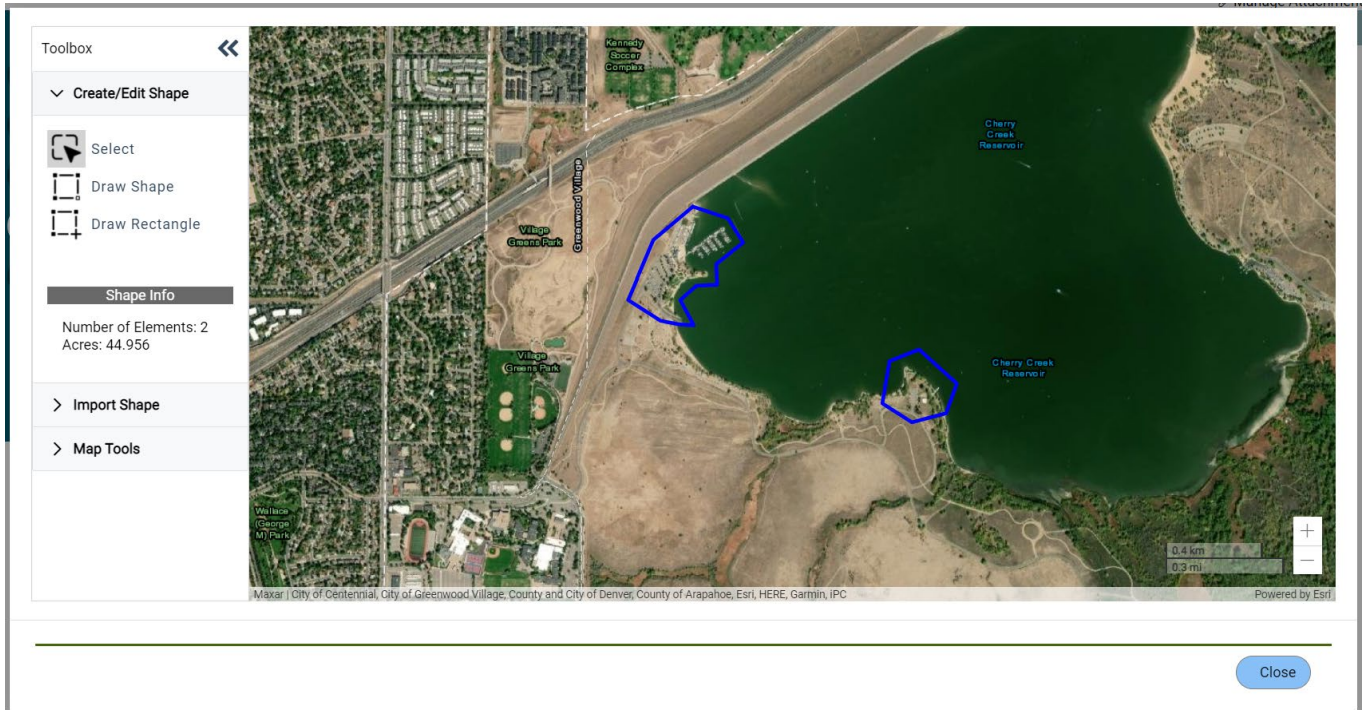 Manage Attachment
Toolbox
Create/Edit Shape
Select
Draw Shape
Draw Rectangle
Shape Info
Number of Elements: 2
Acres: 44.956
Import Shape
Map Tools
Kennedy
Soccer
Complex
Cherry
Creek
Reservoir
Greenwood Village
Village
Greens Park
Village
Greens Park
Cherry Creek
Reservoir
Wallace
(George
M) Park
+
0.4 km
0.3 mi
−
Maxar | City of Centennial, City of Greenwood Village, County and City of Denver, County of Arapahoe, Esri, HERE, Garmin, iPC
Powered by Esri
Close